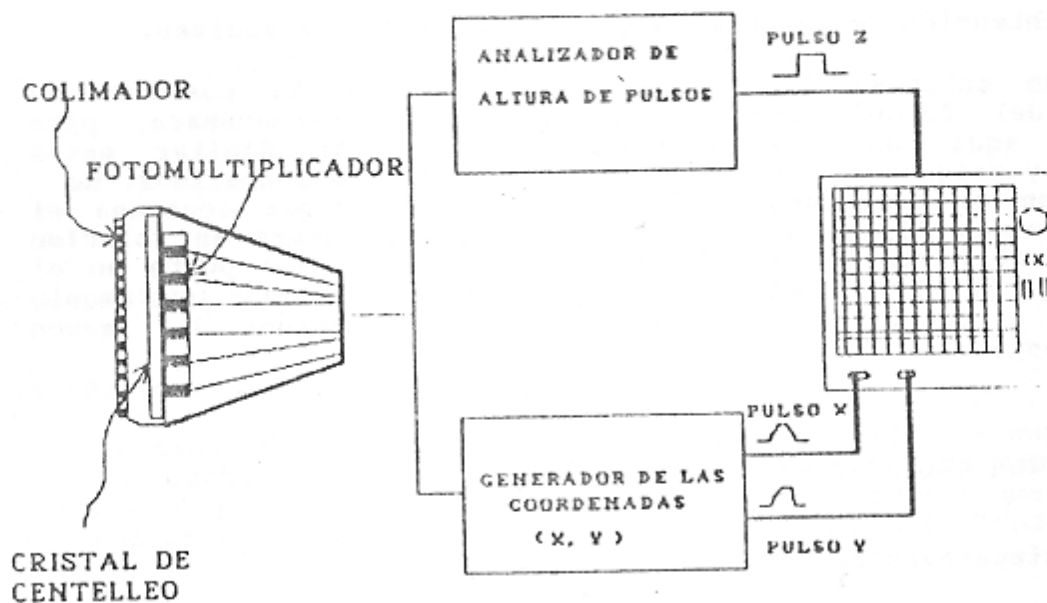 COLIMADOR
FOTOMULTIPLICADOR
CRISTAL DE
CENTELLEO
ANALIZADOR DE
ALTURA DE PULSOS
PULSO Z
GENERADOR DE LAS
COORDENADAS
(X, Y)
PULSO X
PULSO Y
(X